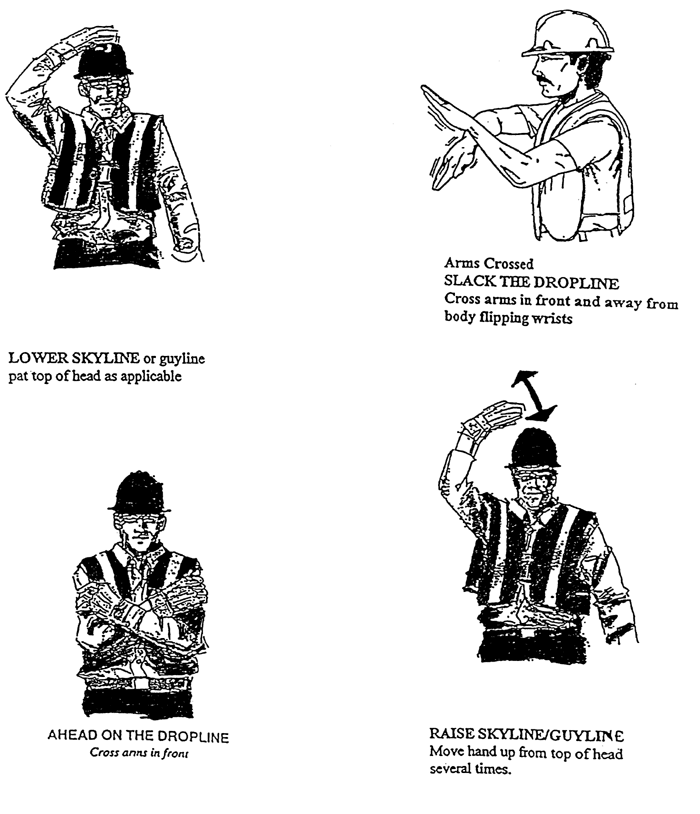 Arms Crossed
SLACK THE DROPLINE
Cross arms in front and away from
body flipping wrists
LOWER SKYLINE or guyline
pat top of head as applicable
AHEAD ON THE DROPLINE
Cross arms in front
RAISE SKYLINE/GUYLINE
Move hand up from top of head
several times.